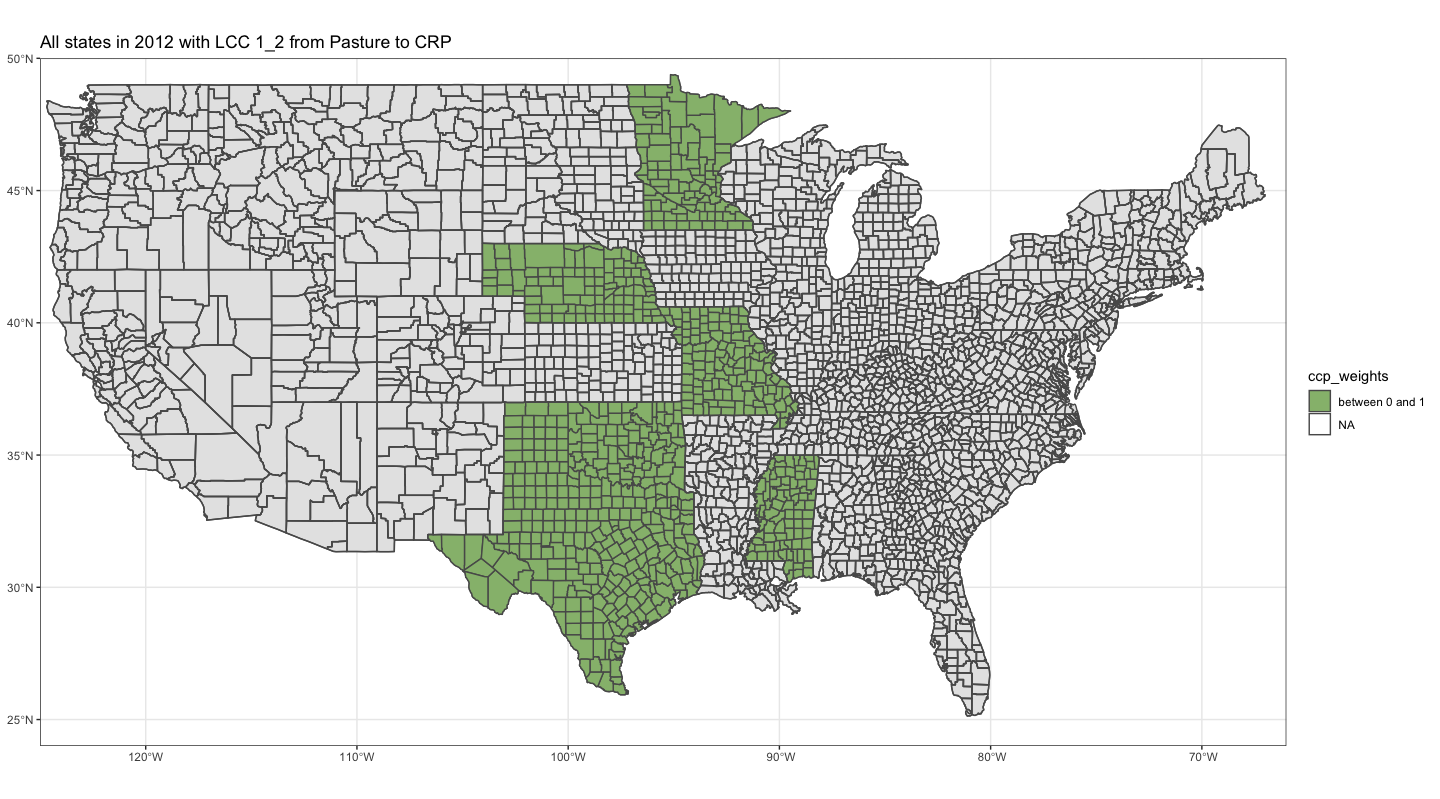 All states in 2012 with LCC 1_2 from Pasture to CRP
50°N
45°N
40°N
35°N
30°N
25°N
120°W
110°W
100°W
90°W
80°W
70°W
ccp_weights
between 0 and 1
NA